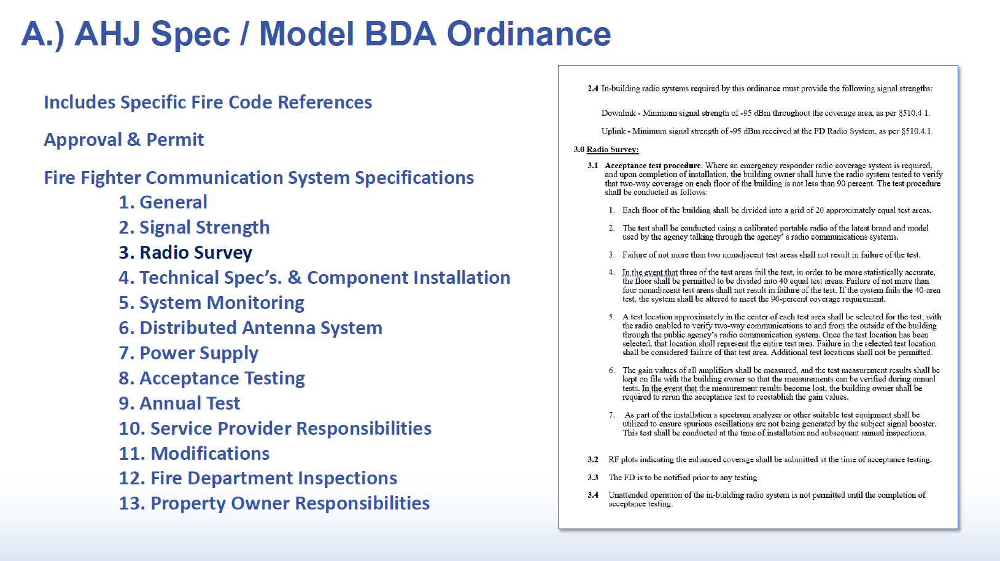 A.) AHJ Spec / Model BDA Ordinance
Includes Specific Fire Code References
Approval & Permit
Fire Fighter Communication System Specifications
1. General
2. Signal Strength
3. Radio Survey
4. Technical Spec’s. & Component Installation
5. System Monitoring
6. Distributed Antenna System
7. Power Supply
8. Acceptance Testing
9. Annual Test
10. Service Provider Responsibilities
11. Modifications
12. Fire Department Inspections
13. Property Owner Responsibilities
2.4 In-building radio systems required by this ordinance must provide the following signal strengths:
Downlink - Minimum signal strength of -95 dBm throughout the coverage area, as per §510.4.1.
Uplink - Minimum signal strength of -95 dBm received at the FD Radio System, as per §510.4.1.
3.0 Radio Survey:
3.1 Acceptance test procedure. Where an emergency responder radio coverage system is required,
and upon completion of installation, the building owner shall have the radio system tested to verify
that two-way coverage on each floor of the building is not less than 90 percent. The test procedure
shall be conducted as follows:
1. Each floor of the building shall be divided into a grid of 20 approximately equal test areas.
2. The test shall be conducted using a calibrated portable radio of the latest brand and model
used by the agency talking through the agency’ s radio communications systems.
3. Failure of not more than two nonadjacent test areas shall not result in failure of the test.
4. In the event that three of the test areas fail the test, in order to be more statistically accurate,
the floor shall be permitted to be divided into 40 equal test areas. Failure of not more than
four nonadjacent test areas shall not result in failure of the test. If the system fails the 40-area
test, the system shall be altered to meet the 90-percent coverage requirement.
5. A test location approximately in the center of each test area shall be selected for the test, with
the radio enabled to verify two-way communications to and from the outside of the building
through the public agency’s radio communication system. Once the test location has been
selected, that location shall represent the entire test area. Failure in the selected test location
shall be considered failure of that test area. Additional test locations shall not be permitted.
6. The gain values of all amplifiers shall be measured, and the test measurement results shall be
kept on file with the building owner so that the measurements can be verified during annual
tests. In the event that the measurement results become lost, the building owner shall be
required to rerun the acceptance test to reestablish the gain values.
7. As part of the installation a spectrum analyzer or other suitable test equipment shall be
utilized to ensure spurious oscillations are not being generated by the subject signal booster.
This test shall be conducted at the time of installation and subsequent annual inspections.
3.2 RF plots indicating the enhanced coverage shall be submitted at the time of acceptance testing.
3.3 The FD is to be notified prior to any testing.
3.4 Unattended operation of the in-building radio system is not permitted until the completion of
acceptance testing.